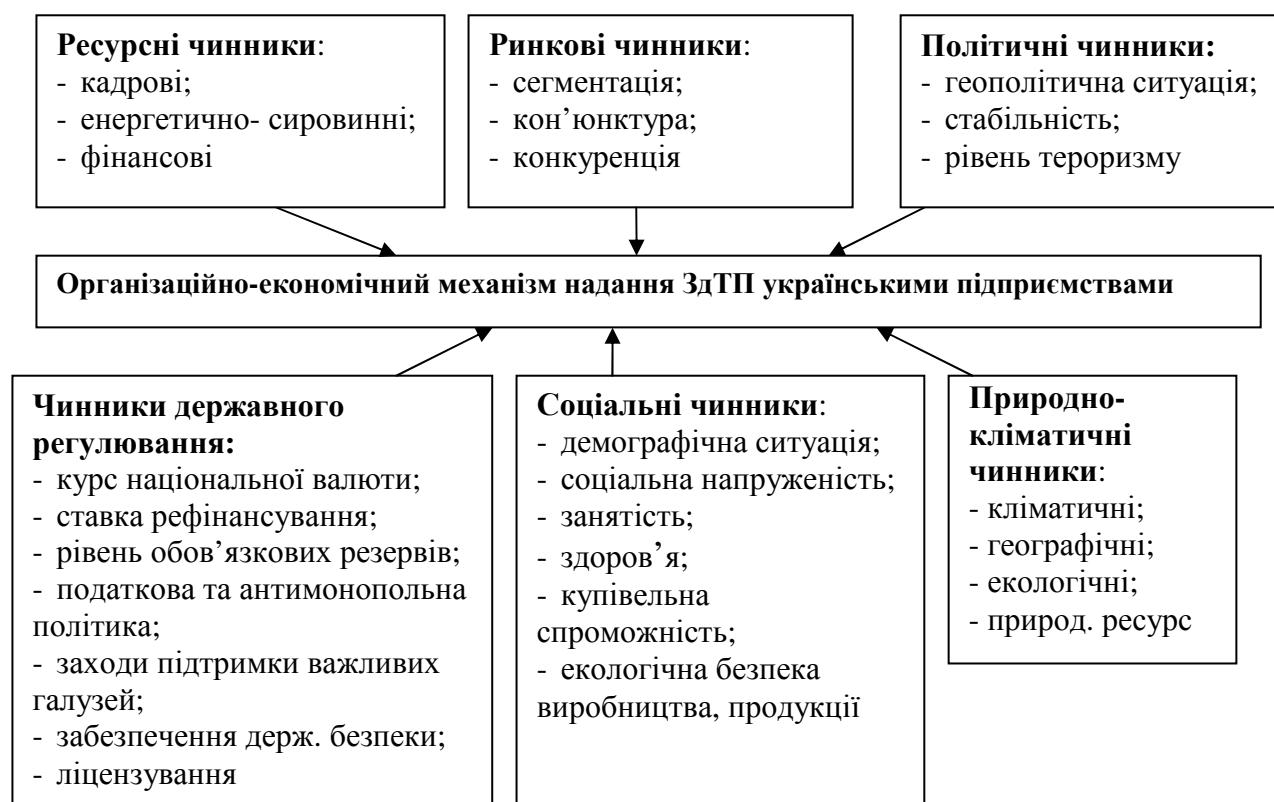 Ресурсні чинники:
- кадрові;
- енергетично- сировинні;
- фінансові
Ринкові чинники:
- сегментація;
- кон’юнктура;
- конкуренція
Політичні чинники:
- геополітична ситуація;
- стабільність;
- рівень тероризму
Організаційно-економічний механізм надання ЗдТП українськими підприємствами
Чинники державного
регулювання:
- курс національної валюти;
- ставка рефінансування;
- рівень обов’язкових резервів;
- податкова та антимонопольна
політика;
- заходи підтримки важливих
галузей;
- забезпечення держ. безпеки;
- ліцензування
Соціальні чинники:
- демографічна ситуація;
- соціальна напруженість;
- занятість;
- здоров’я;
- купівельна
спроможність;
- екологічна безпека
виробництва, продукції
Природно-
кліматичні
чинники:
- кліматичні;
- географічні;
- екологічні;
- природ. ресурс